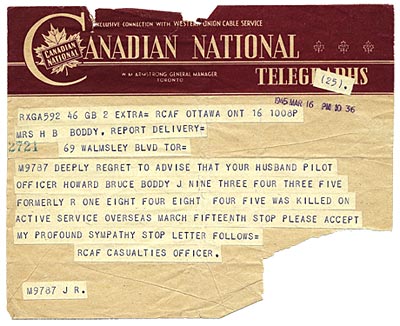 EXCLUSIVE CONNECTION WITH WESTERN UNION CABLE SERVICE
CANADIAN NATIONAL
CANADIAN NATIONAL
W.M. ARMSTRONG GENERAL MANAGER
TORONTO
TELEGRAPHS
(25).
1945 MAR 16 PM 10 36
RXGA592 46 GB 2 EXTRA= RCAF OTTAWA ONT 16 1008P
MRS H B BODDY, REPORT DELIVERY=
2721
69 WALMSLEY BLVD TOR=
M9787 DEEPLY REGRET TO ADVISE THAT YOUR HUSBAND PILOT
OFFICER HOWARD BRUCE BODDY J NINE THREE FOUR THREE FIVE
FORMERLY R ONE EIGHT FOUR EIGHT FOUR FIVE WAS KILLED ON
ACTIVE SERVICE OVERSEAS MARCH FIFTEENTH STOP PLEASE ACCEPT
MY PROFOUND SYMPATHY STOP LETTER FOLLOWS=
RCAF CASUALTIES OFFICER.
M9787 J R.